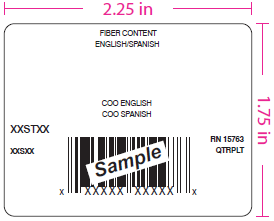 2.25 in
FIBER CONTENT
ENGLISH/SPANISH
1.75 in
COO ENGLISH
COO SPANISH
XXSTXX
XXSXX
RN 15763
QTRPLT
Sample
x XXXXX XXXXX x